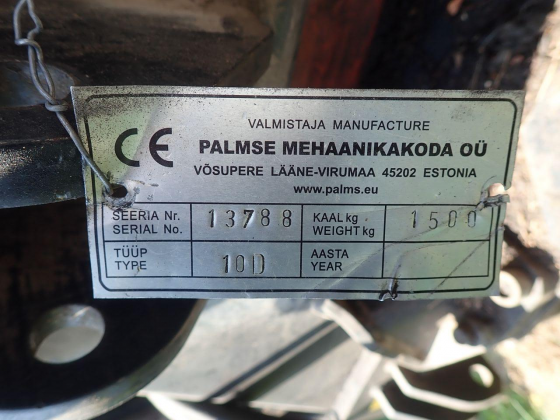 CE
VALMISTAJA MANUFACTURE
PALMSE MEHAANIKAKODA OÜ
VÕSUPERE LÄÄNE-VIRUMAA 45202 ESTONIA
www.palms.eu
SEERIA Nr. 13788 KAAL kg 1500
SERIAL No. WEIGHT kg
TÜÜP 10D AASTA
TYPE YEAR